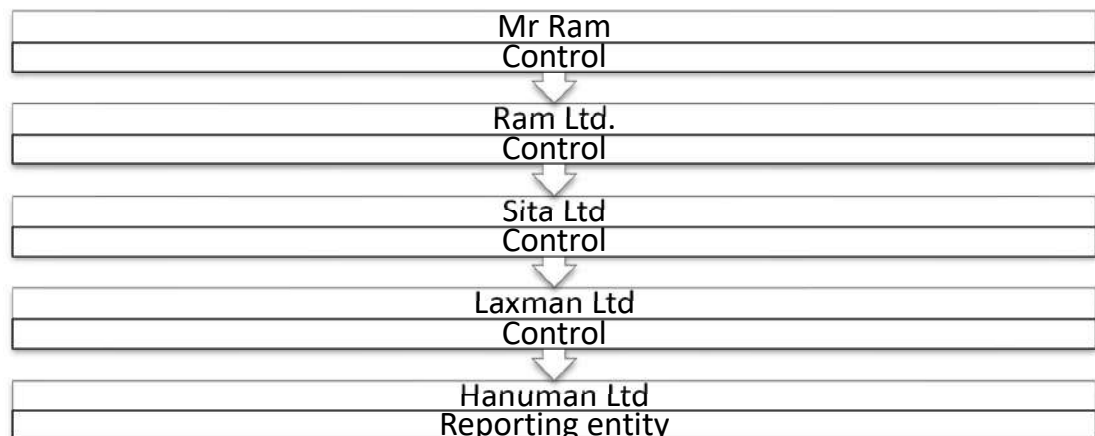 Mr Ram
Control
Ram Ltd.
Control
Sita Ltd
Control
Laxman Ltd
Control
Hanuman Ltd
Reporting entity